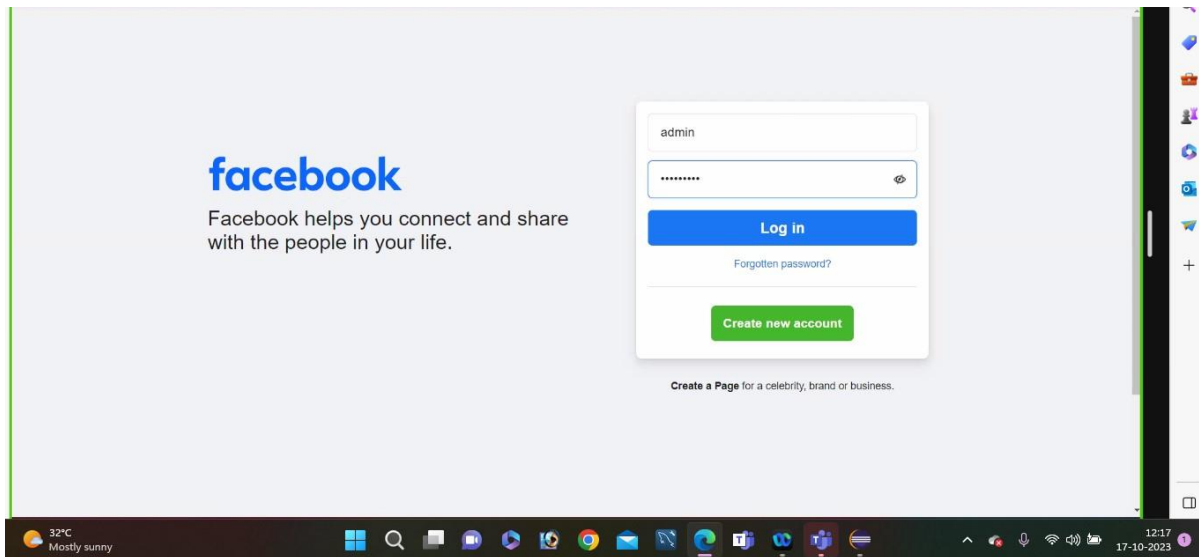 facebook
Facebook helps you connect and share
with the people in your life.
admin
•••••••••
Log in
Forgotten password?
Create new account
Create a Page for a celebrity, brand or business.
32°C
Mostly sunny
12:17
17-10-2023
1